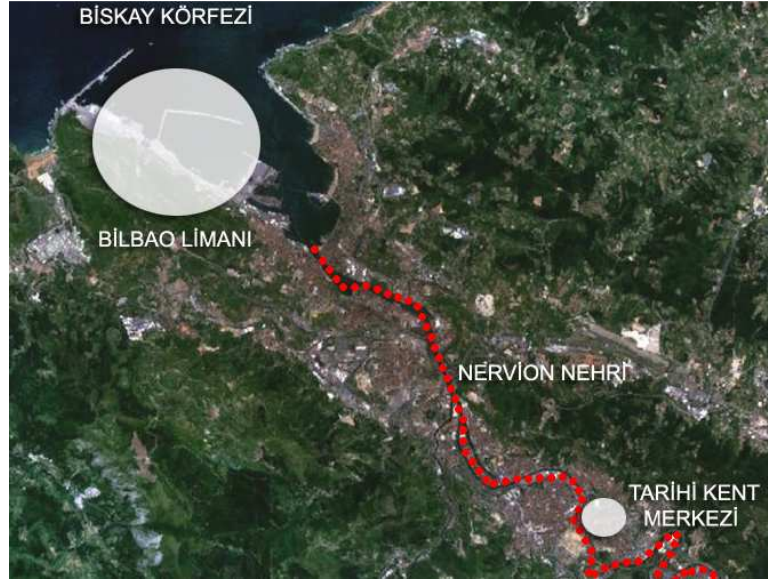 BİSKAY KÖRFEZİ
BİLBAO LİMANI
NERVİON NEHRİ
TARİHİ KENT
MERKEZİ